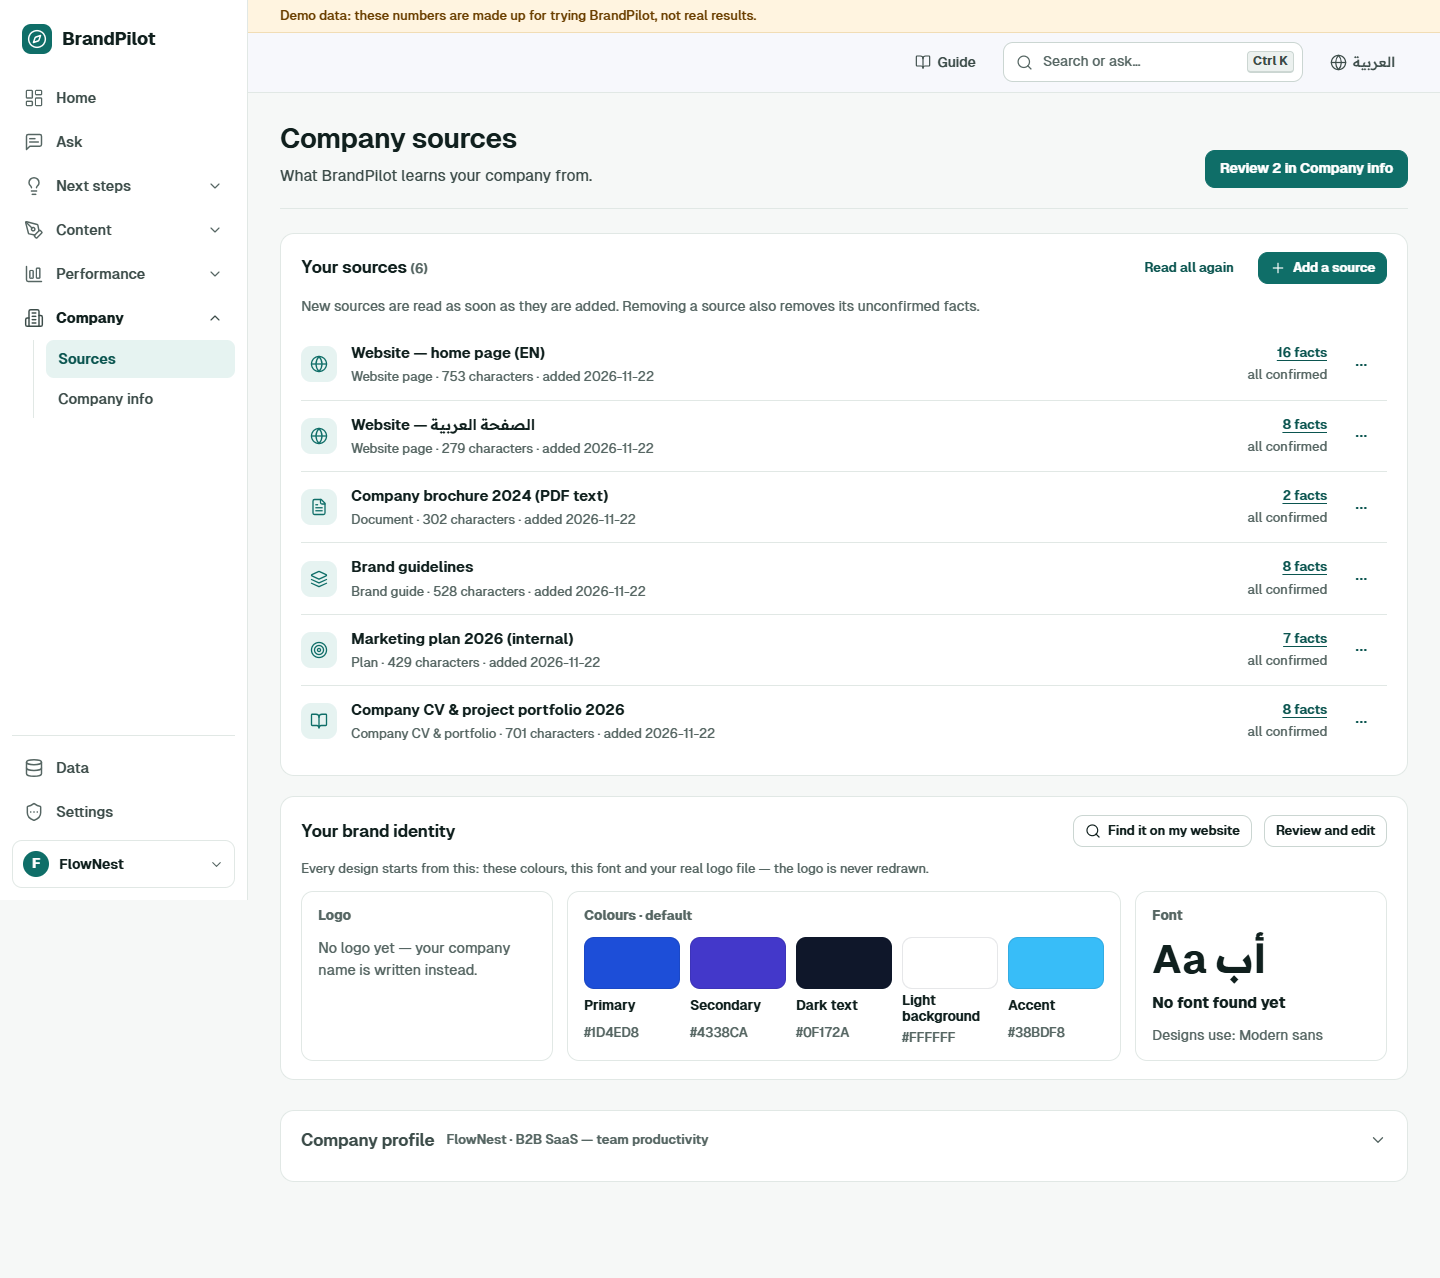 Demo data: these numbers are made up for trying BrandPilot, not real results.
BrandPilot
Guide
Search or ask...
Ctrl K
العربية
Home
Ask
Next steps
Content
Performance
Company
Sources
Company info
Data
Settings
F FlowNest
Company sources
What BrandPilot learns your company from.
Review 2 in Company info
Your sources (6)
Read all again
+ Add a source
New sources are read as soon as they are added. Removing a source also removes its unconfirmed facts.
Website — home page (EN)
Website page · 753 characters · added 2026-11-22
16 facts
all confirmed
...
Website — الصفحة العربية
Website page · 279 characters · added 2026-11-22
8 facts
all confirmed
...
Company brochure 2024 (PDF text)
Document · 302 characters · added 2026-11-22
2 facts
all confirmed
...
Brand guidelines
Brand guide · 528 characters · added 2026-11-22
8 facts
all confirmed
...
Marketing plan 2026 (internal)
Plan · 429 characters · added 2026-11-22
7 facts
all confirmed
...
Company CV & project portfolio 2026
Company CV & portfolio · 701 characters · added 2026-11-22
8 facts
all confirmed
...
Your brand identity
Find it on my website
Review and edit
Every design starts from this: these colours, this font and your real logo file — the logo is never redrawn.
Logo
No logo yet — your company
name is written instead.
Colours · default
Primary
#1D4ED8
Secondary
#4338CA
Dark text
#0F172A
Light
background
#FFFFFF
Accent
#38BDF8
Font
Aa أب
No font found yet
Designs use: Modern sans
Company profile FlowNest · B2B SaaS — team productivity